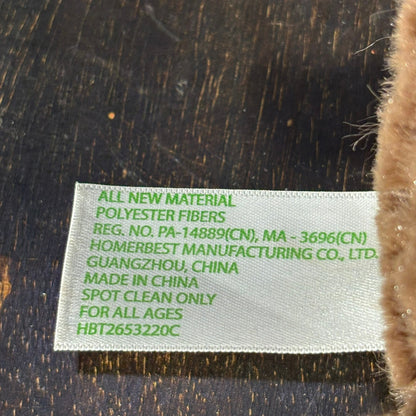 ALL NEW MATERIAL
POLYESTER FIBERS
REG. NO. PA-14889(CN), MA - 3696(CN)
HOMERBEST MANUFACTURING CO., LTD.
GUANGZHOU, CHINA
MADE IN CHINA
SPOT CLEAN ONLY
FOR ALL AGES
HBT2653220C